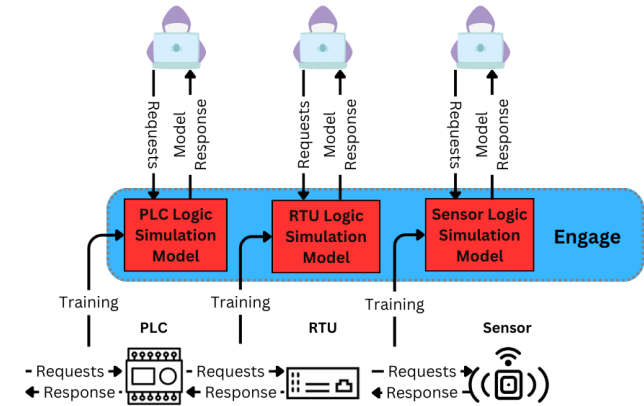 Requests
Model
Response
Requests
Model
Response
Requests
Model
Response
PLC Logic
Simulation
Model
RTU Logic
Simulation
Model
Sensor Logic
Simulation
Model
Engage
Training
Training
Training
PLC
RTU
Sensor
Requests
Response
Requests
Response
Requests
Response